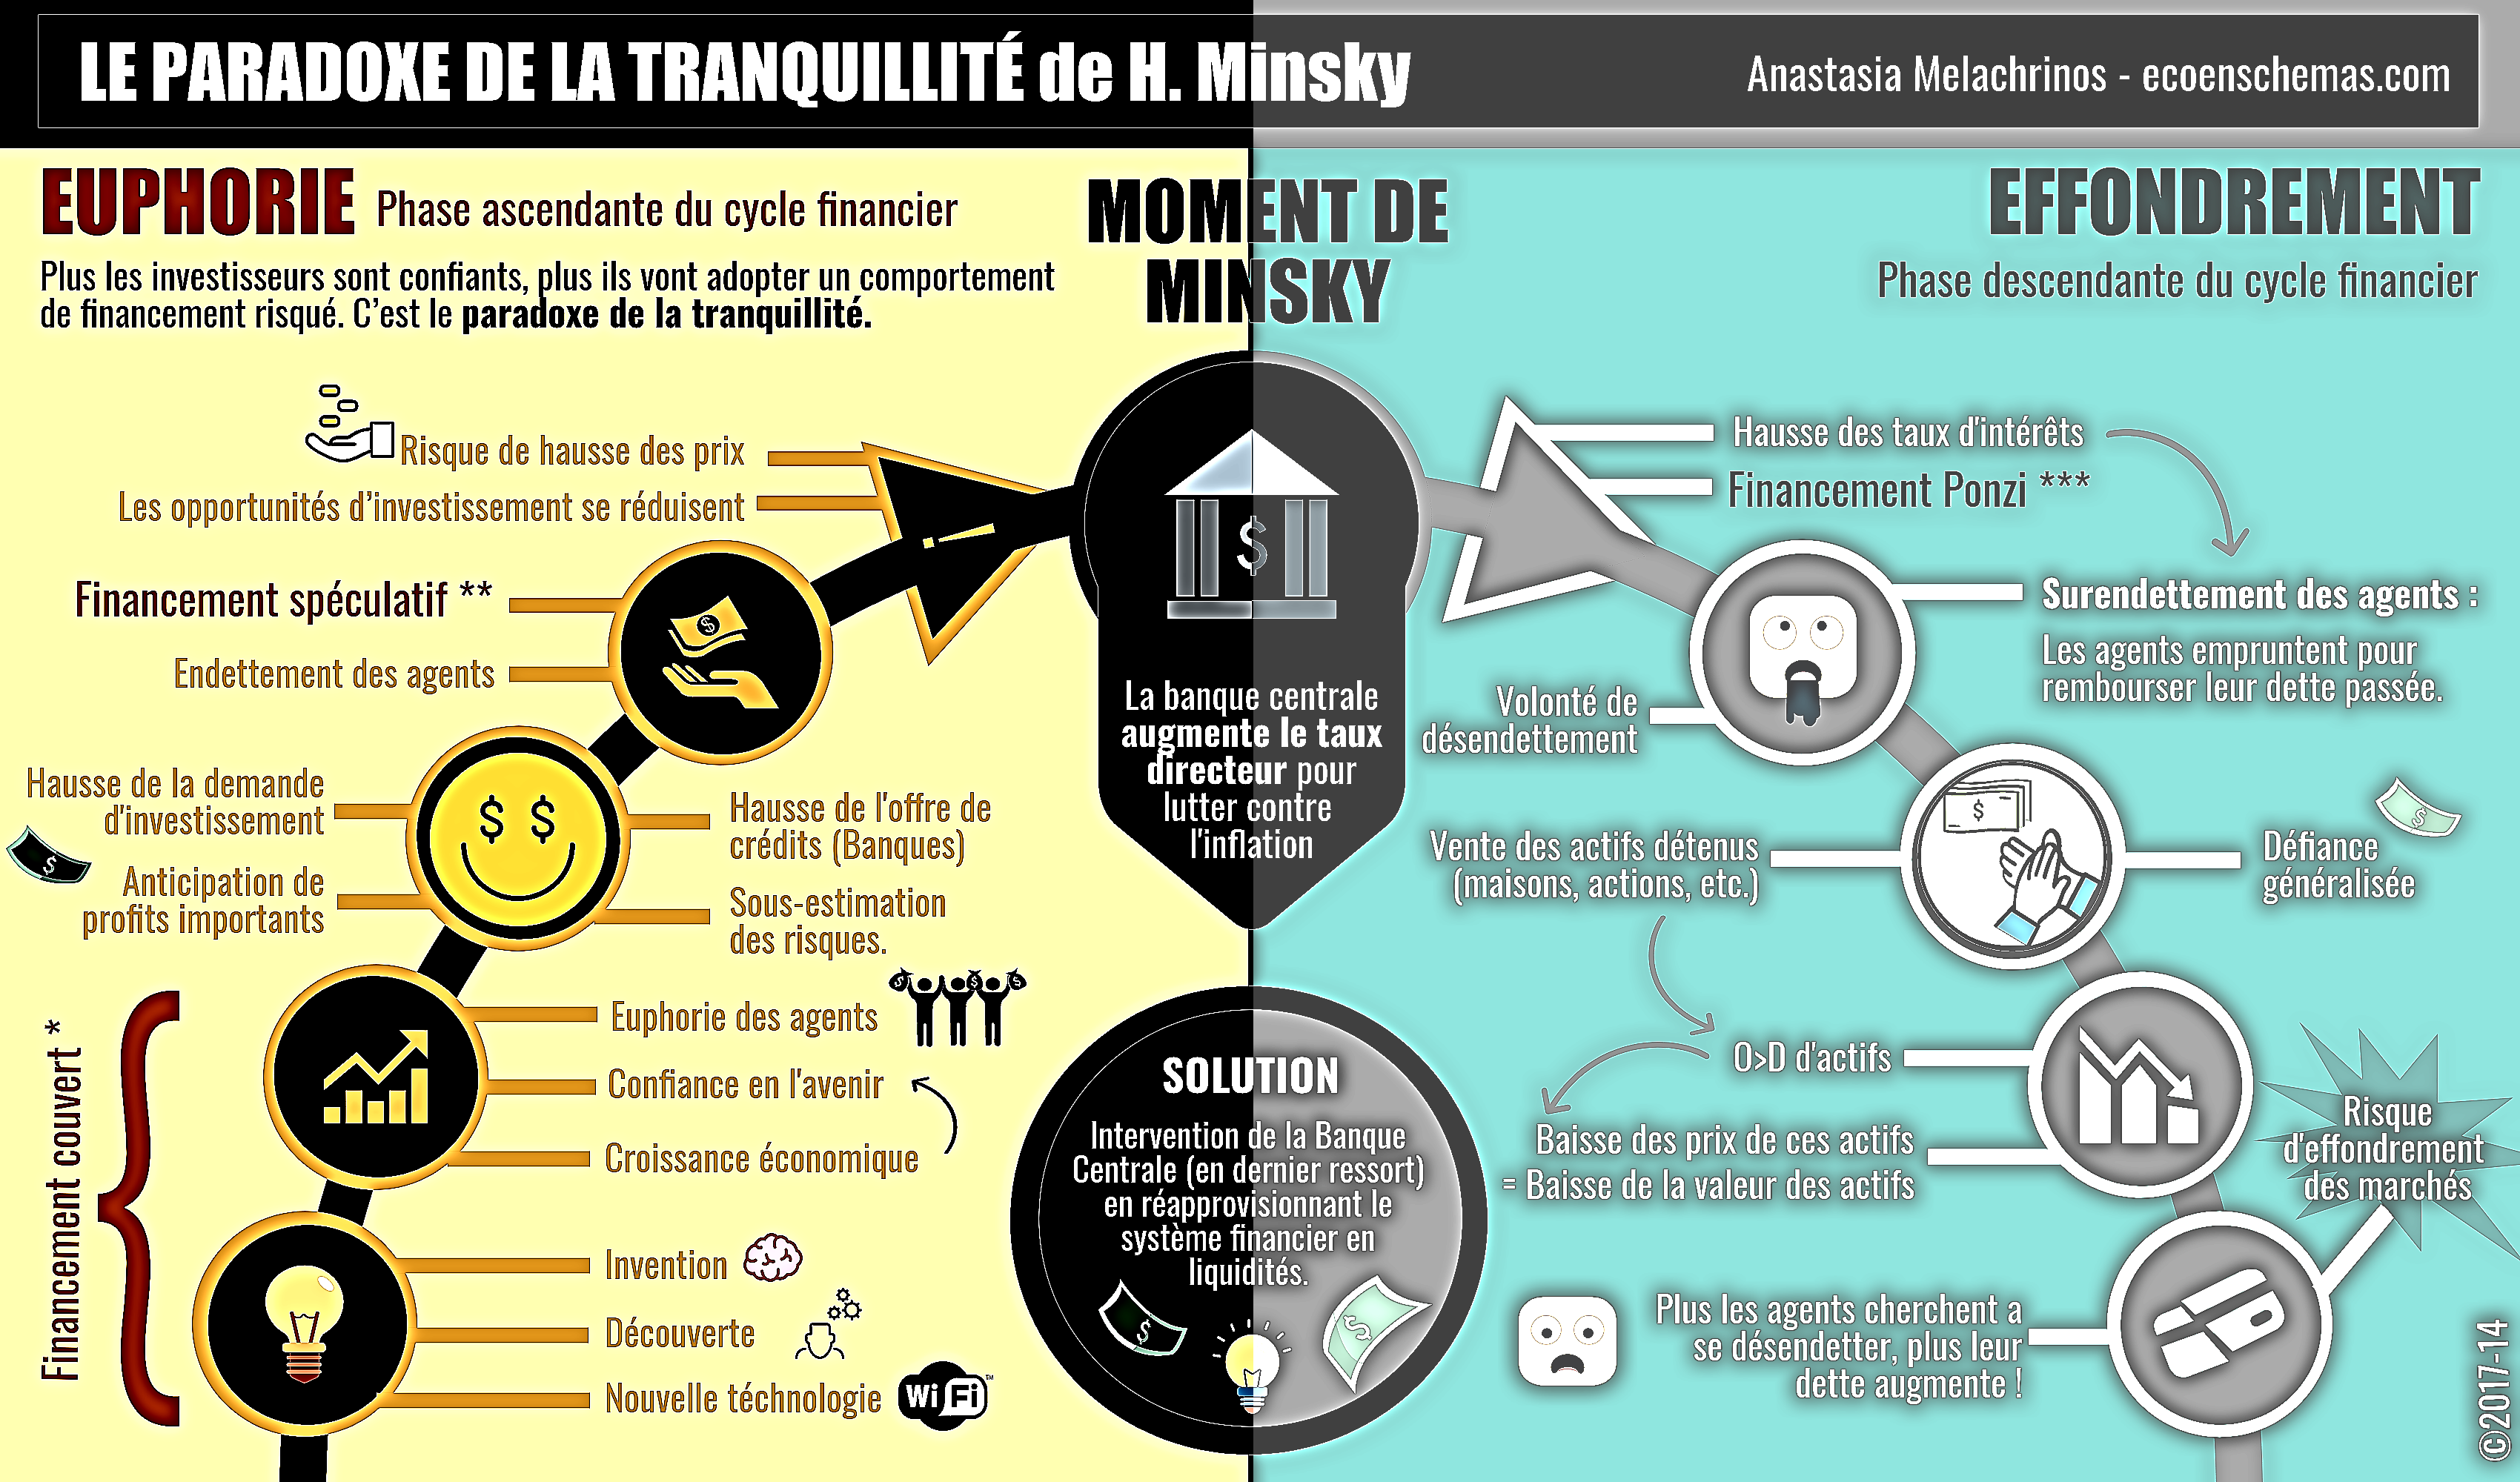 LE PARADOXE DE LA TRANQUILLITÉ de H. Minsky
Anastasia Melachrinos - ecoenschemas.com
EUPHORIE
Phase ascendante du cycle financier
Plus les investisseurs sont confiants, plus ils vont adopter un comportement
de financement risqué. C'est le paradoxe de la tranquillité.
MOMENT DE
MINSKY
EFFONDREMENT
Phase descendante du cycle financier
Risque de hausse des prix
Les opportunités d'investissement se réduisent
Financement spéculatif **
Endettement des agents
$
Hausse de la demande
d'investissement
Anticipation de
profits importants
$
$ $
Hausse de l'offre de
crédits (Banques)
Sous-estimation
des risques.
Financement couvert *
Euphorie des agents
$ $ $
Confiance en l'avenir
Croissance économique
Invention
Découverte
Nouvelle téchnologie
Wi Fi
TM
$
La banque centrale
augmente le taux
directeur pour
lutter contre
l'inflation
SOLUTION
Intervention de la Banque
Centrale (en dernier ressort)
en réapprovisionnant le
système financier en
liquidités.
$
$
Hausse des taux d'intérêts
Financement Ponzi ***
Surendettement des agents :
Les agents empruntent pour
rembourser leur dette passée.
Volonté de
désendettement
Vente des actifs détenus
(maisons, actions, etc.)
$
Défiance
généralisée
$
O>D d'actifs
Baisse des prix de ces actifs
= Baisse de la valeur des actifs
Risque
d'effondrement
des marchés
Plus les agents cherchent a
se désendetter, plus leur
dette augmente !
©2017-14